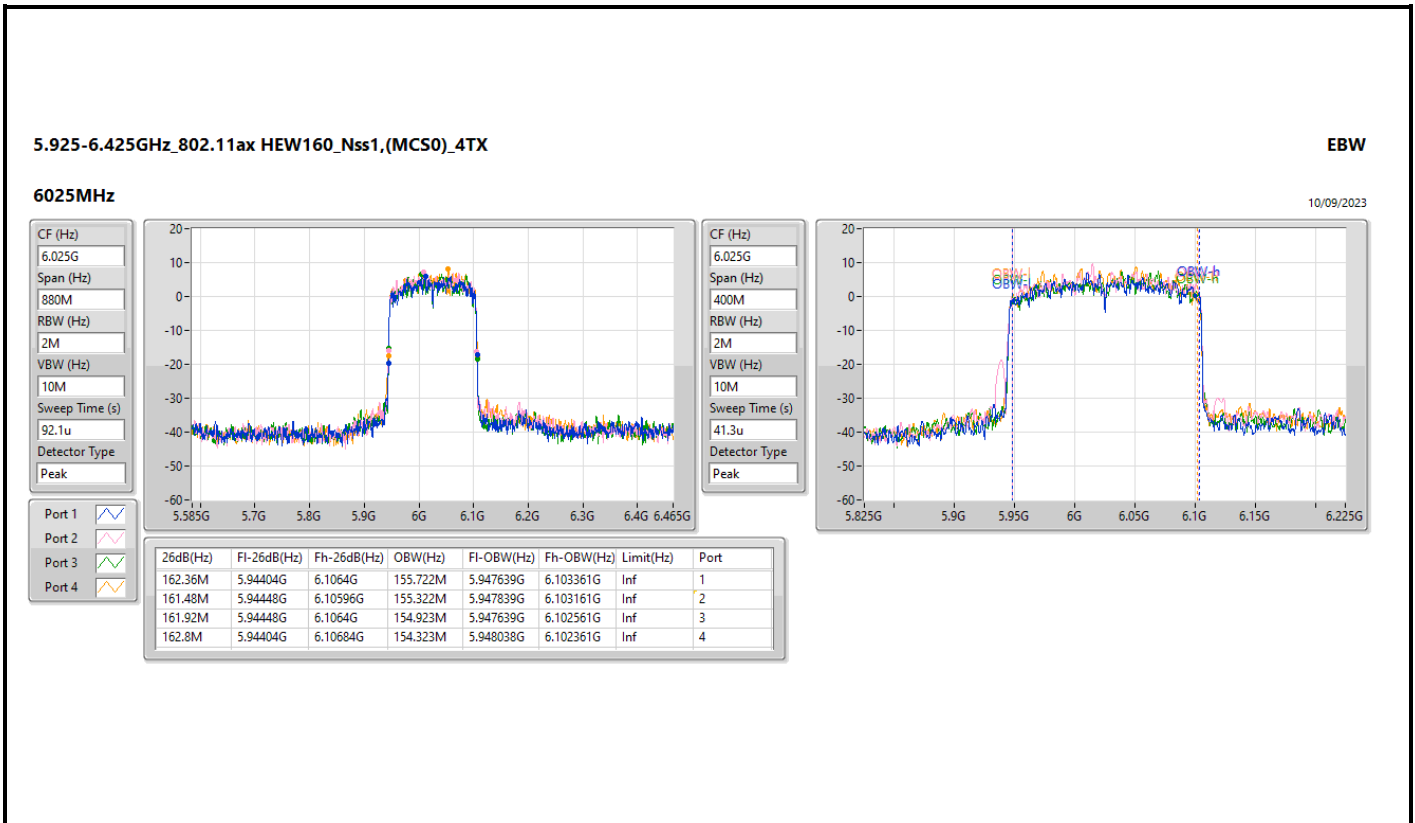 5.925-6.425GHz_802.11ax HEW160_Nss1,(MCS0)_4TX EBW
6025MHz 10/09/2023
CF (Hz)
6.025G
Span (Hz)
880M
RBW (Hz)
2M
VBW (Hz)
10M
Sweep Time (s)
92.1u
Detector Type
Peak
20
10
0
-10
-20
-30
-40
-50
-60
5.585G 5.7G 5.8G 5.9G 6G 6.1G 6.2G 6.3G 6.4G 6.465G
CF (Hz)
6.025G
Span (Hz)
400M
RBW (Hz)
2M
VBW (Hz)
10M
Sweep Time (s)
41.3u
Detector Type
Peak
20
10
0
-10
-20
-30
-40
-50
-60
OBW-l OBW-h
OBW-l OBW-h
5.825G 5.9G 5.95G 6G 6.05G 6.1G 6.15G 6.225G
Port 1
Port 2
Port 3
Port 4
26dB(Hz) Fl-26dB(Hz) Fh-26dB(Hz) OBW(Hz) Fl-OBW(Hz) Fh-OBW(Hz) Limit(Hz) Port
162.36M 5.94404G 6.1064G 155.722M 5.947639G 6.103361G Inf 1
161.48M 5.94448G 6.10596G 155.322M 5.947839G 6.103161G Inf 2
161.92M 5.94448G 6.1064G 154.923M 5.947639G 6.102561G Inf 3
162.8M 5.94404G 6.10684G 154.323M 5.948038G 6.102361G Inf 4